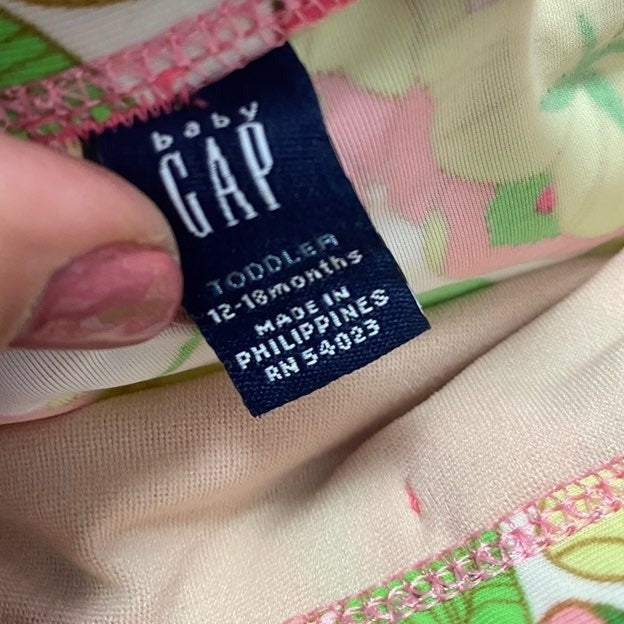 baby
GAP
TODDLER
12-18months
MADE IN
PHILIPPINES
RN 54023